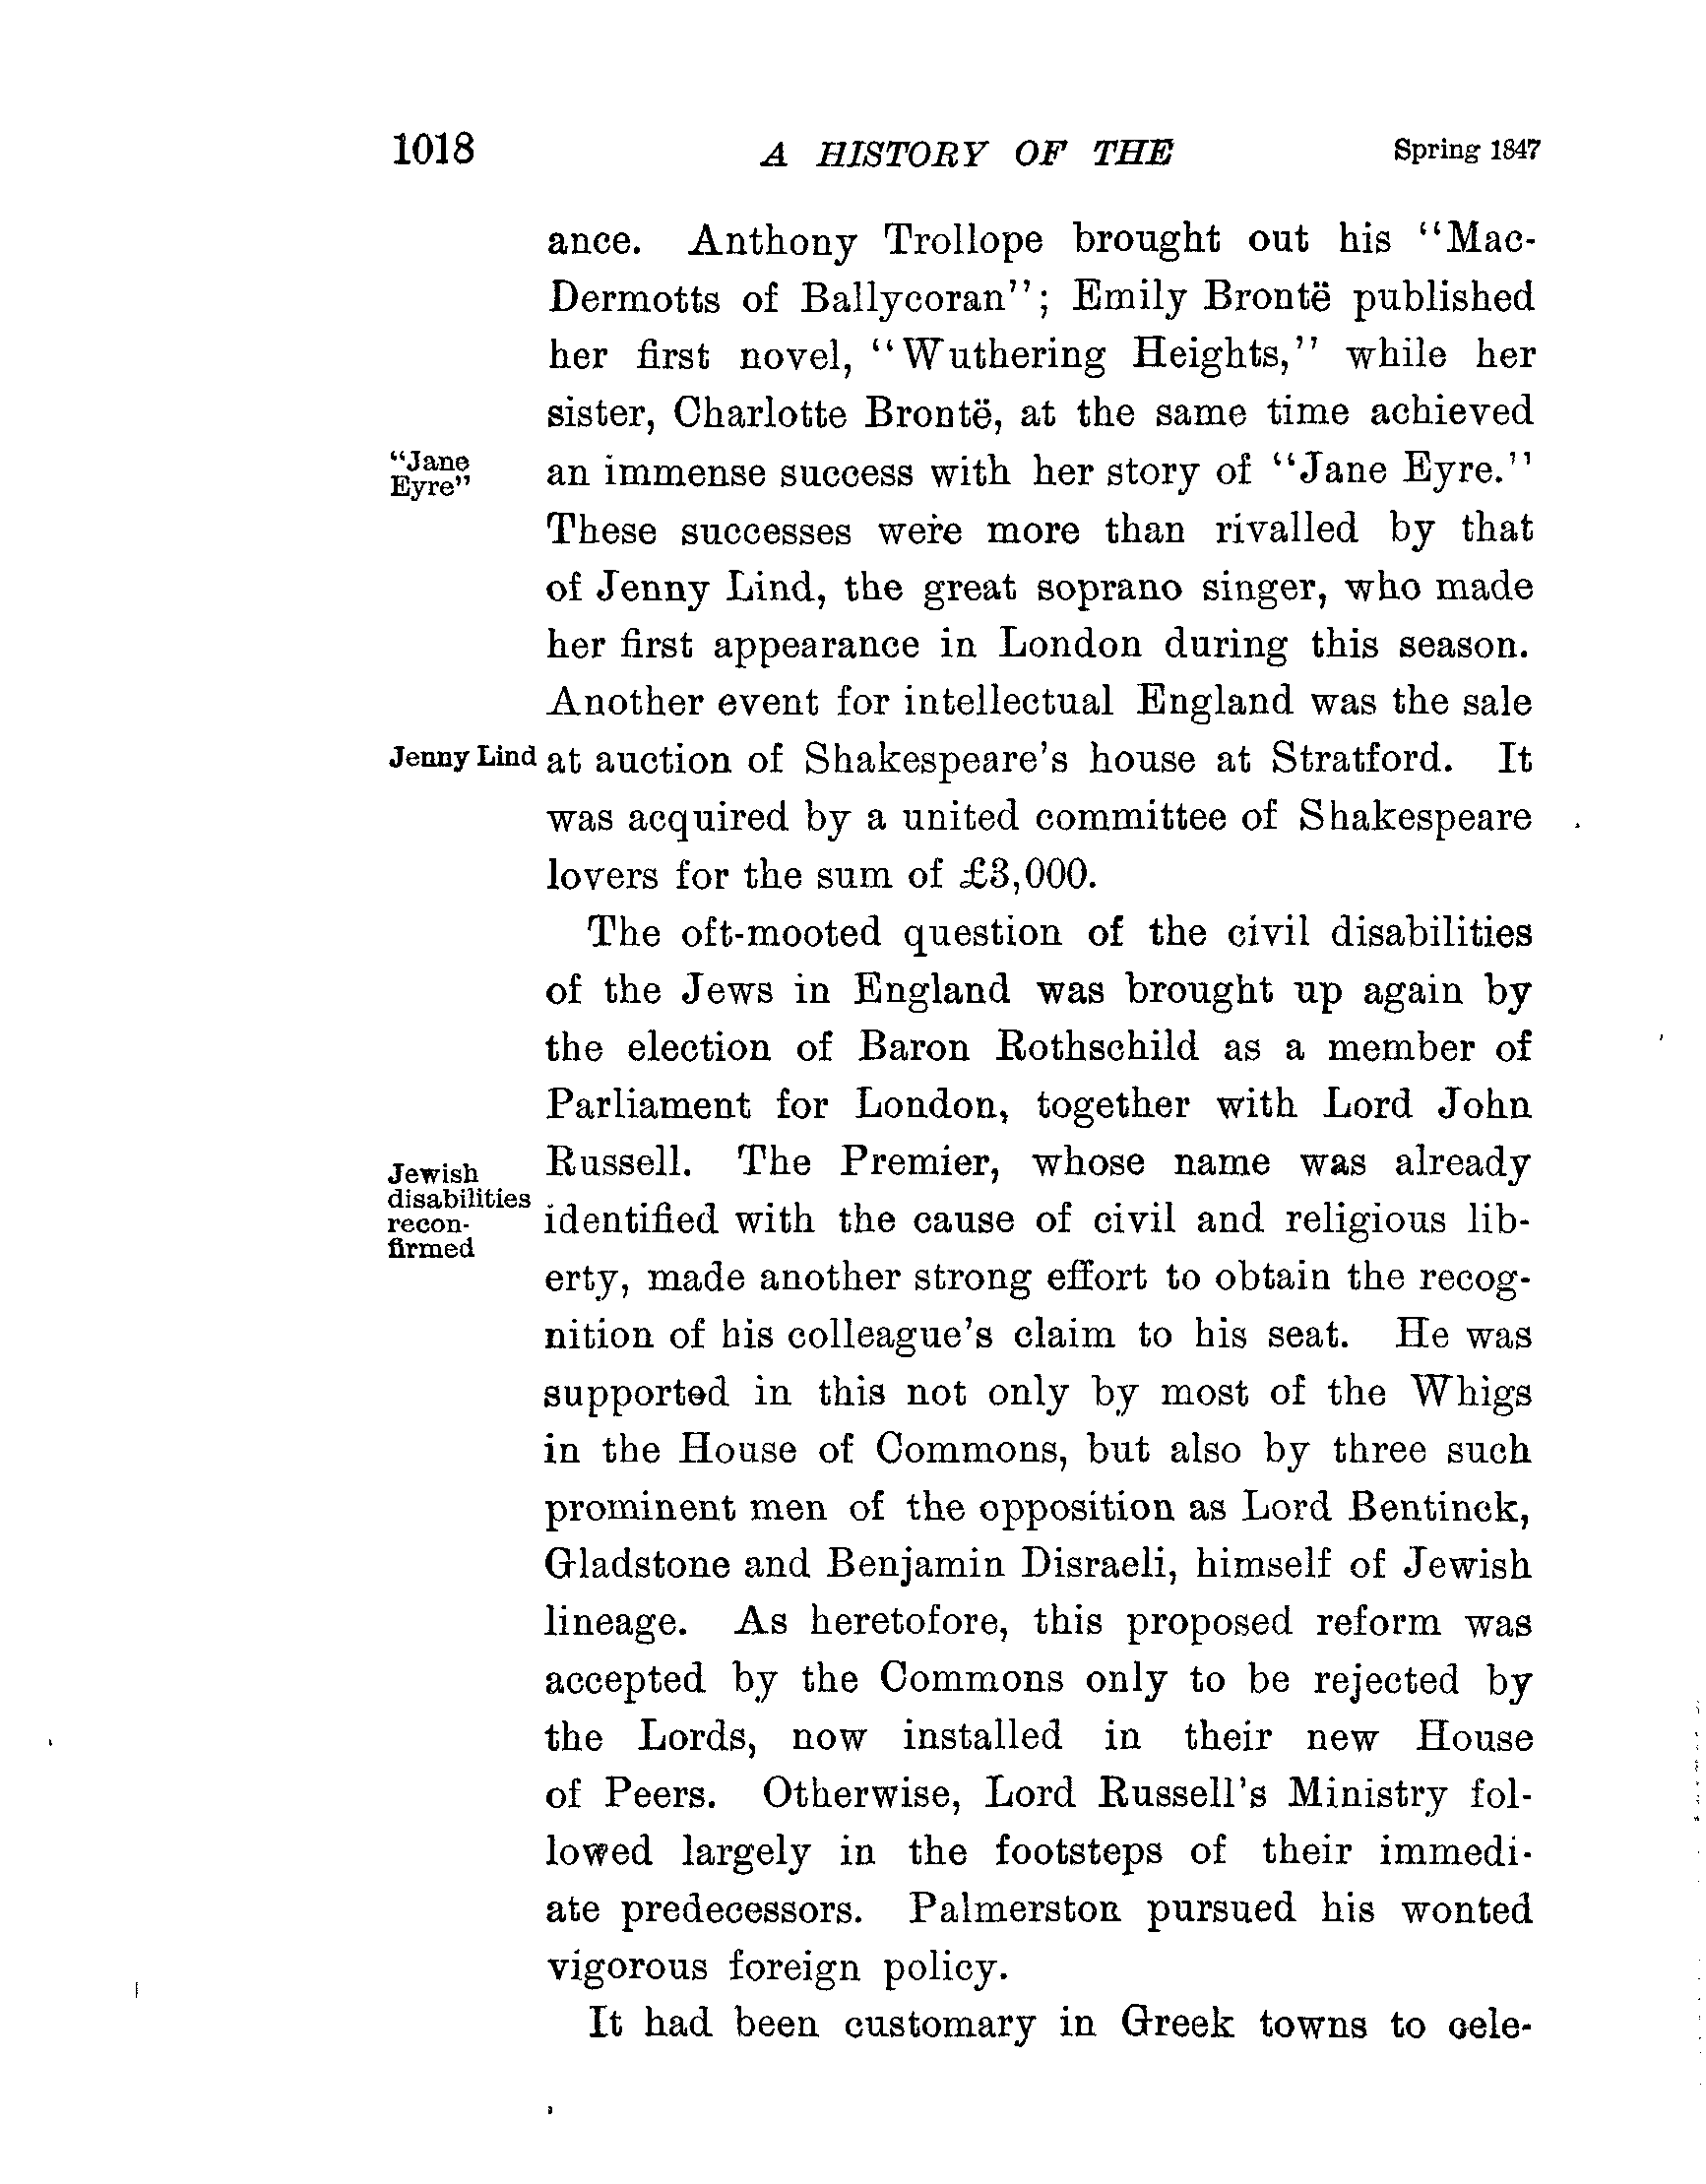 1018 A HISTORY OF THE Spring 1847
ance. Anthony Trollope brought out his "Mac-
Dermotts of Ballycoran"; Emily Brontë published
her first novel, "Wuthering Heights," while her
sister, Charlotte Brontë, at the same time achieved
"Jane
Eyre"
an immense success with her story of "Jane Eyre."
These successes were more than rivalled by that
of Jenny Lind, the great soprano singer, who made
her first appearance in London during this season.
Another event for intellectual England was the sale
Jenny Lind
at auction of Shakespeare's house at Stratford. It
was acquired by a united committee of Shakespeare
lovers for the sum of £3,000.
The oft-mooted question of the civil disabilities
of the Jews in England was brought up again by
the election of Baron Rothschild as a member of
Parliament for London, together with Lord John
Jewish
disabilities
recon-
firmed
Russell. The Premier, whose name was already
identified with the cause of civil and religious lib-
erty, made another strong effort to obtain the recog-
nition of his colleague's claim to his seat. He was
supported in this not only by most of the Whigs
in the House of Commons, but also by three such
prominent men of the opposition as Lord Bentinck,
Gladstone and Benjamin Disraeli, himself of Jewish
lineage. As heretofore, this proposed reform was
accepted by the Commons only to be rejected by
the Lords, now installed in their new House
of Peers. Otherwise, Lord Russell's Ministry fol-
lowed largely in the footsteps of their immedi-
ate predecessors. Palmerston pursued his wonted
vigorous foreign policy.
It had been customary in Greek towns to cele-